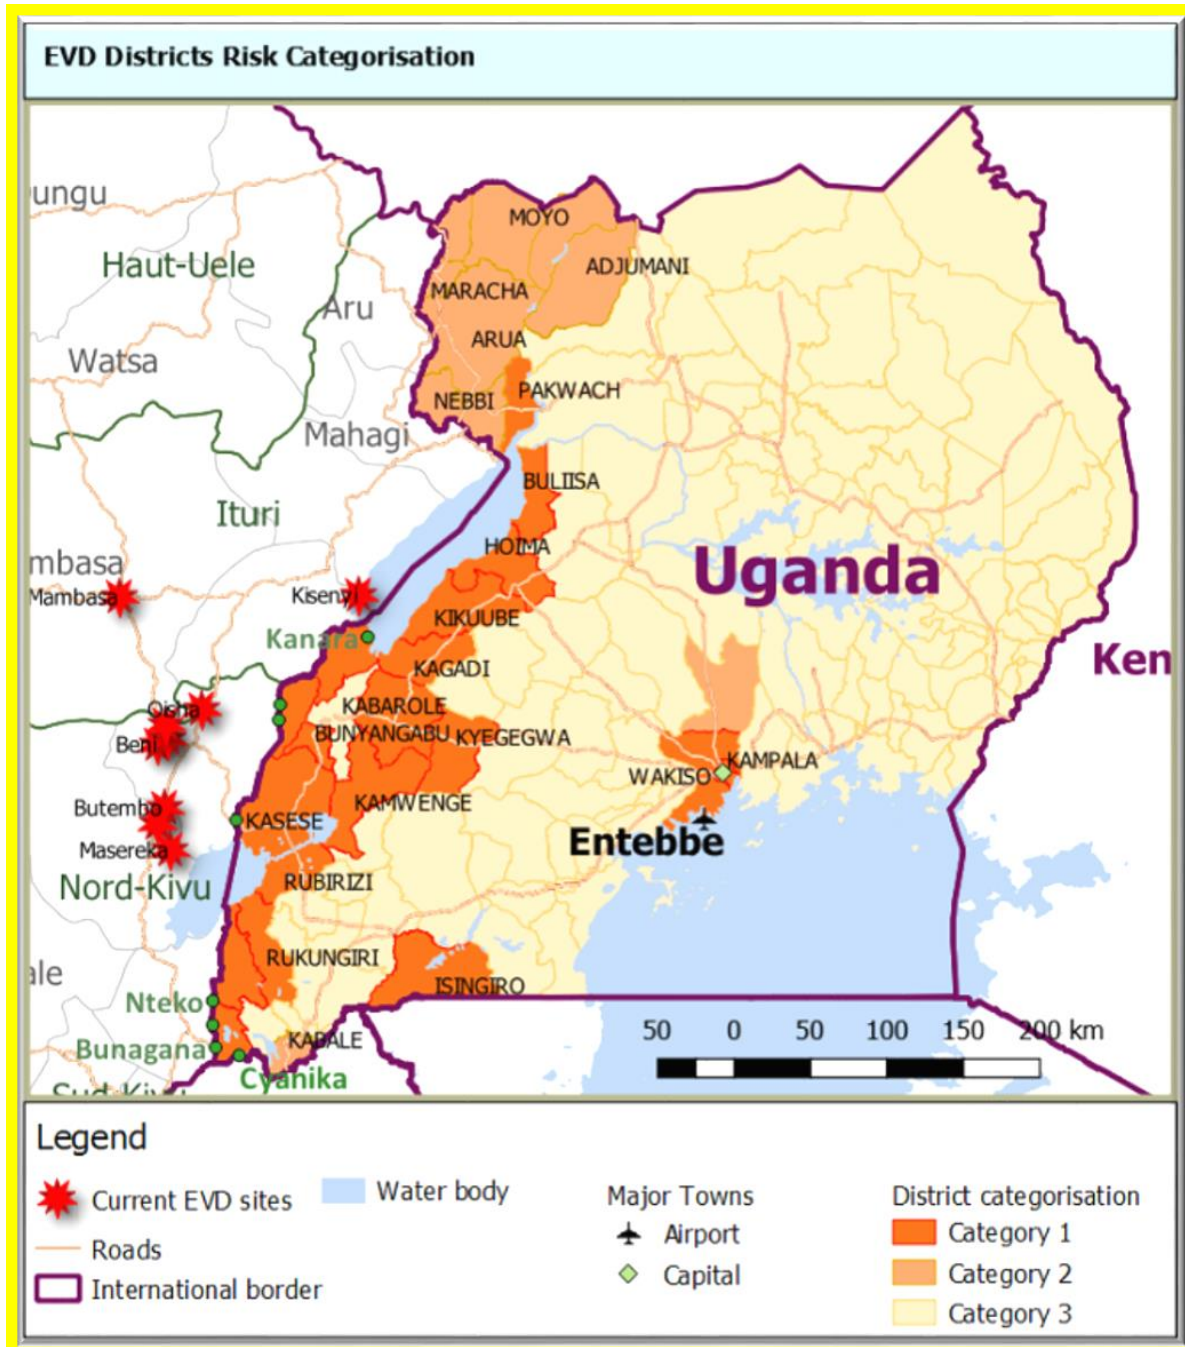 EVD Districts Risk Categorisation
ungu
MOYO
Haut-Uele
ADJUMANI
MARACHA
Aru
ARUA
Watsa
PAKWACH
NEBBI
Mahagi
BULIISA
Ituri
HOIMA
mbasa
Uganda
Mambasa
Kisenyi
KIKUUBE
Kanara
Ken
KAGADI
Oisha
KABAROLE
BUNYANGABU
KYEGEGWA
Beni
KAMPALA
WAKISO
Butembo
KAMWENGE
KASESE
Entebbe
Masereka
Nord-Kivu
RUBIRIZI
RUKUNGIRI
ale
ISINGIRO
Nteko
50 0 50 100 150 200 km
KABALE
Bunagana
Cyanika
Sud-Kivu
Legend
Current EVD sites
Roads
International border
Water body
Major Towns
Airport
Capital
District categorisation
Category 1
Category 2
Category 3